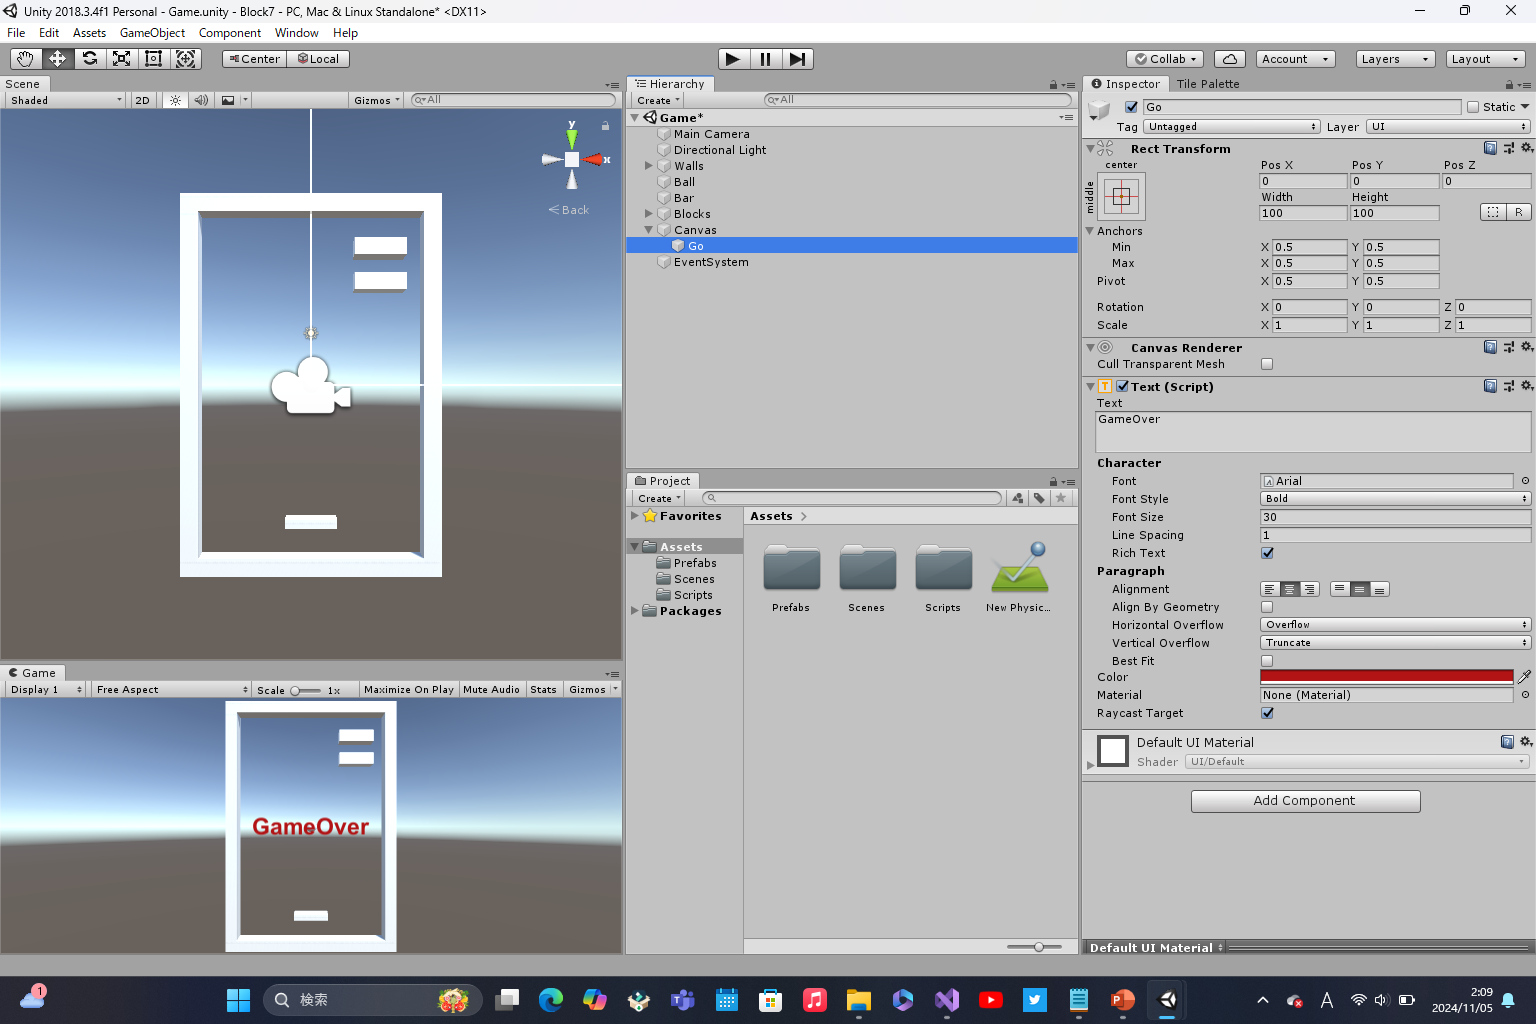 Unity 2018.3.4f1 Personal - Game.unity - Block7 - PC, Mac & Linux Standalone* <DX11>
File Edit Assets GameObject Component Window Help
Center Local
Collab Account Layers Layout
Scene
Shaded 2D Gizmos All
y
x
Back
Game
Display 1 Free Aspect Scale 1x Maximize On Play Mute Audio Stats Gizmos
GameOver
Hierarchy
Create All
Game*
Main Camera
Directional Light
Walls
Ball
Bar
Blocks
Canvas
Go
EventSystem
Project
Create
Favorites
Assets
Prefabs
Scenes
Scripts
Packages
Assets
Prefabs Scenes Scripts New Physic...
Inspector Tile Palette
Go Static
Tag Untagged Layer UI
Rect Transform
center
middle
Pos X Pos Y Pos Z
0 0 0
Width Height
100 100 R
Anchors
Min X 0.5 Y 0.5
Max X 0.5 Y 0.5
Pivot X 0.5 Y 0.5
Rotation X 0 Y 0 Z 0
Scale X 1 Y 1 Z 1
Canvas Renderer
Cull Transparent Mesh
Text (Script)
Text
GameOver
Character
Font Arial
Font Style Bold
Font Size 30
Line Spacing 1
Rich Text
Paragraph
Alignment
Align By Geometry
Horizontal Overflow Overflow
Vertical Overflow Truncate
Best Fit
Color
Material None (Material)
Raycast Target
Default UI Material
Shader UI/Default
Add Component
Default UI Material
1
検索
A
2:09
2024/11/05